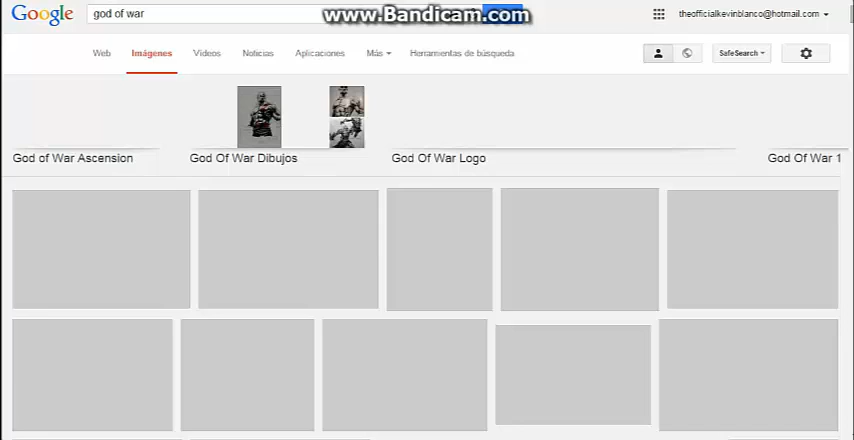 Google god of war www.Bandicam.com theofficialkevinblanco@hotmail.com
Web Imágenes Vídeos Noticias Aplicaciones Más Herramientas de búsqueda SafeSearch
God of War Ascension God Of War Dibujos God Of War Logo God Of War 1